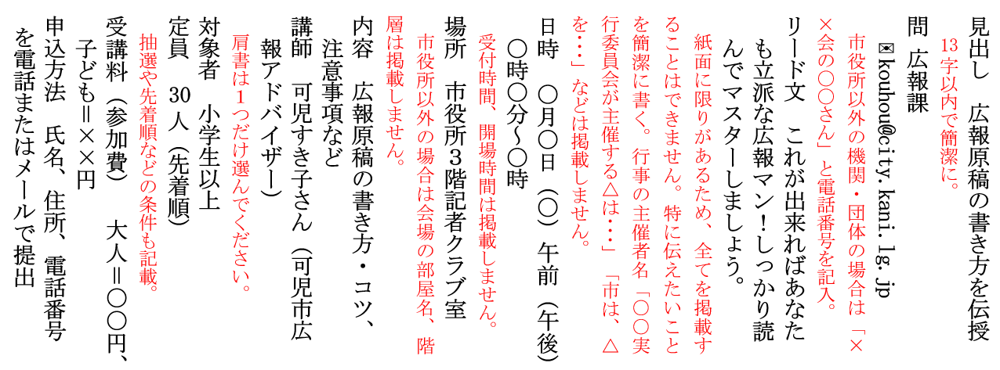 見出し　広報原稿の書き方を伝授
13字以内で簡潔に。
問 広報課
✉kouhou@city.kani.lg.jp
市役所以外の機関・団体の場合は「×
×会の〇〇さん」と電話番号を記入。
リード文　これが出来ればあなた
も立派な広報マン！しっかり読
んでマスターしましょう。
紙面に限りがあるため、全てを掲載す
ることはできません。特に伝えたいこと
を簡潔に書く。行事の主催者名「〇〇実
行委員会が主催する△は・・・」「市は、△
を・・・」などは掲載しません。
日時　〇月〇日（〇）午前（午後）
〇時〇分～〇時
受付時間、開場時間は掲載しません。
場所　市役所３階記者クラブ室
市役所以外の場合は会場の部屋名、階
層は掲載しません。
内容　広報原稿の書き方・コツ、
注意事項など
講師　可児すき子さん（可児市広
報アドバイザー）
肩書は１つだけ選んでください。
対象者　小学生以上
定員　30人（先着順）
抽選や先着順などの条件も記載。
受講料（参加費）　大人＝〇〇円、
子ども＝××円
申込方法　氏名、住所、電話番号
を電話またはメールで提出